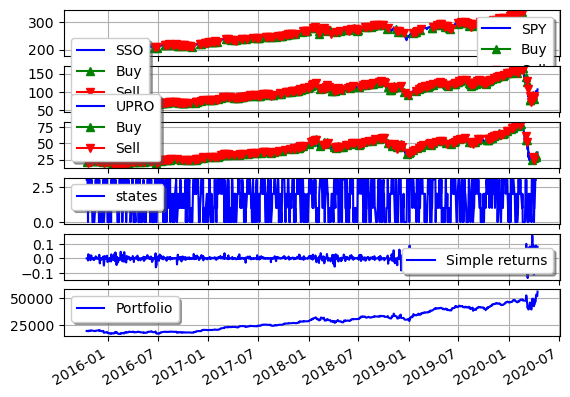 300
200
SPY
Buy
SSO
Buy
Sell
150
100
50
UPRO
Buy
Sell
75
50
25
2.5
0.0
states
0.1
0.0
−0.1
Simple returns
50000
25000
Portfolio
2016-01
2016-07
2017-01
2017-07
2018-01
2018-07
2019-01
2019-07
2020-01
2020-07